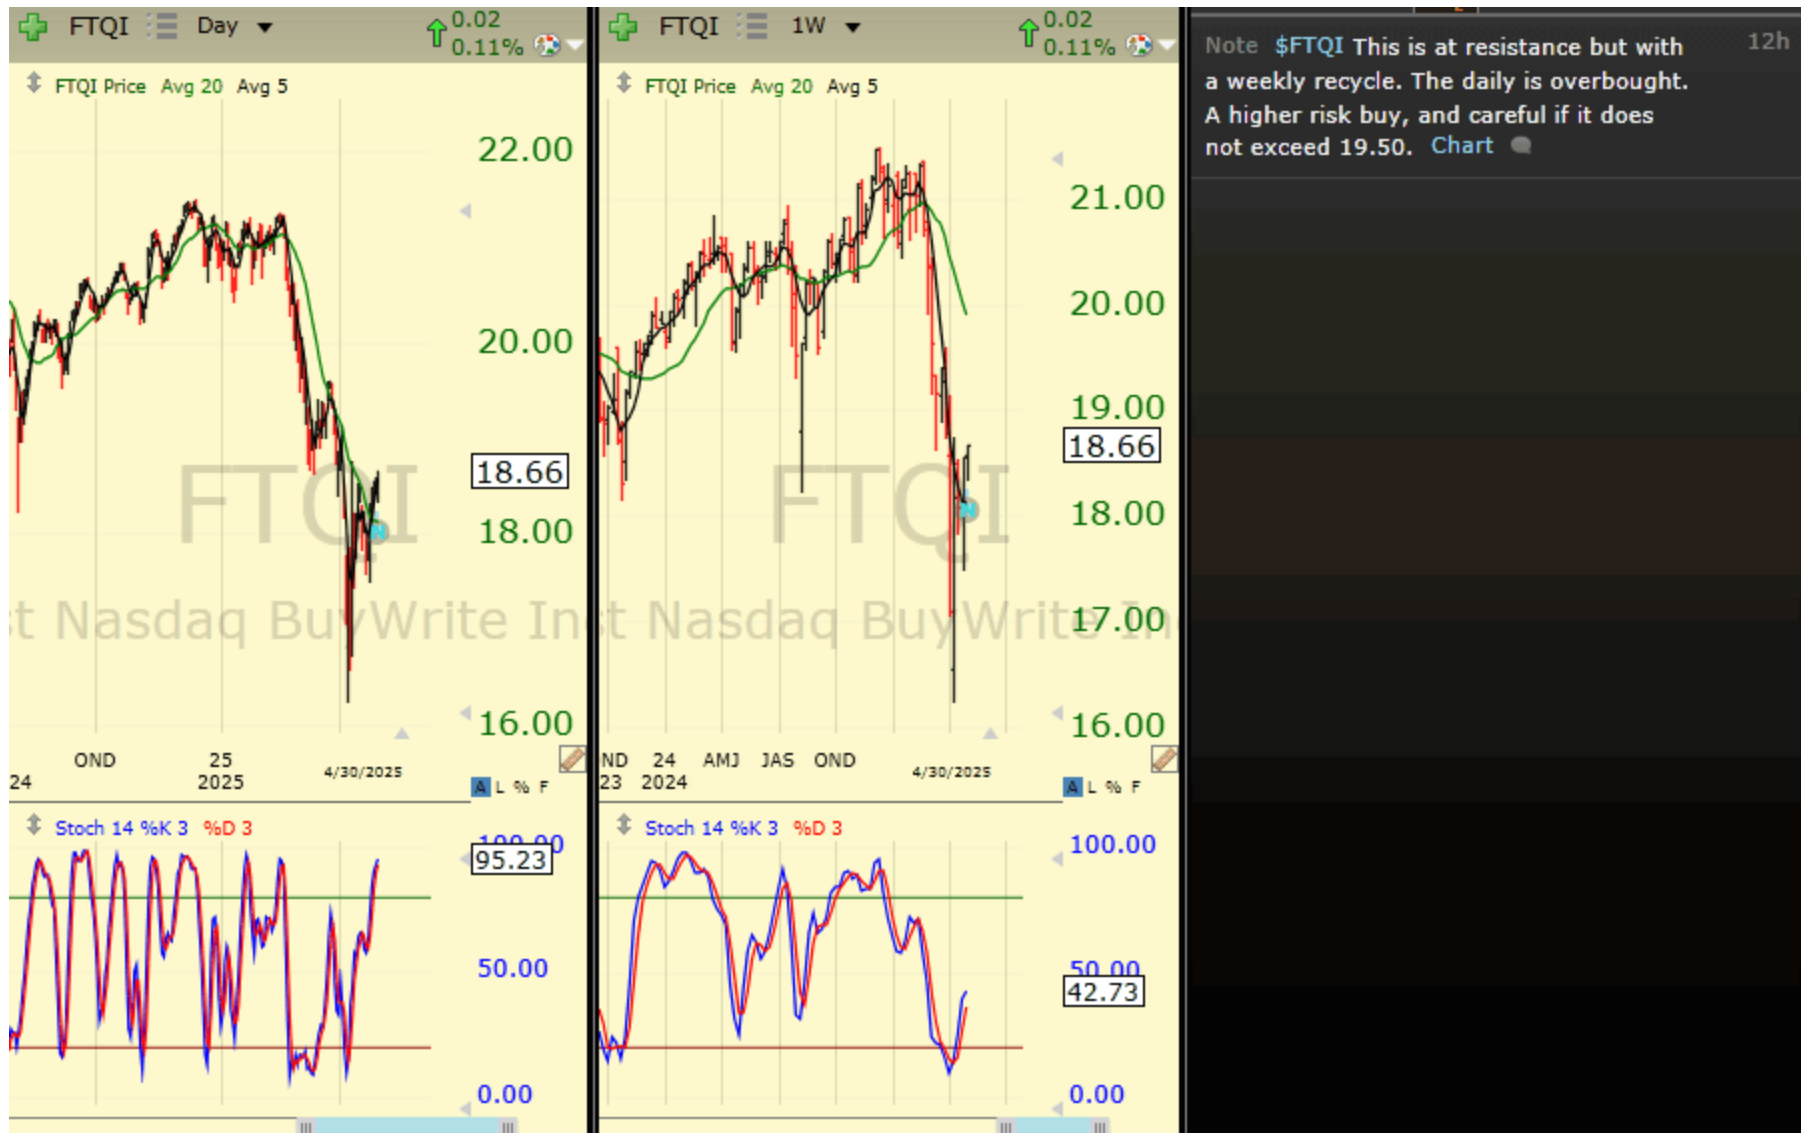 FTQI Day
0.02
0.11%
FTQI Price Avg 20 Avg 5
22.00
20.00
18.66
18.00
16.00
FTQI
st Nasdaq BuyWrite In
OND 25
24 2025 4/30/2025
A L % F
Stoch 14 %K 3 %D 3
100.00
95.23
50.00
0.00
FTQI 1W
0.02
0.11%
FTQI Price Avg 20 Avg 5
21.00
20.00
19.00
18.66
18.00
17.00
16.00
FTQI
st Nasdaq BuyWrite In
ND 24 AMJ JAS OND
23 2024 4/30/2025
A L % F
Stoch 14 %K 3 %D 3
100.00
50.00
42.73
0.00
Note $FTQI This is at resistance but with 12h
a weekly recycle. The daily is overbought.
A higher risk buy, and careful if it does
not exceed 19.50. Chart